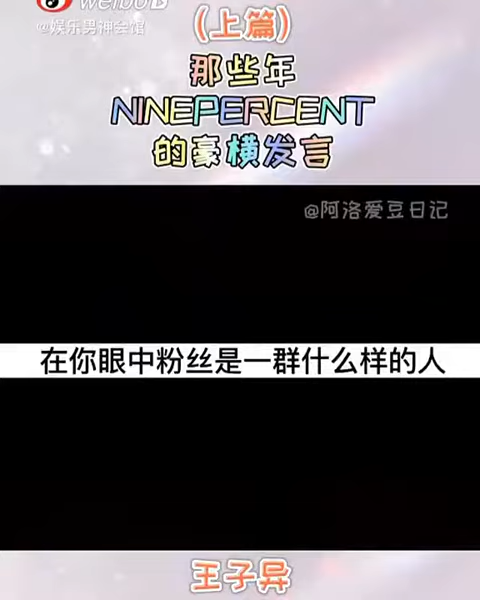 weibo
@娱乐男神会馆
(上篇)
那些年
NINEPERCENT
的豪横发言
@阿洛爱豆日记
在你眼中粉丝是一群什么样的人
王子异